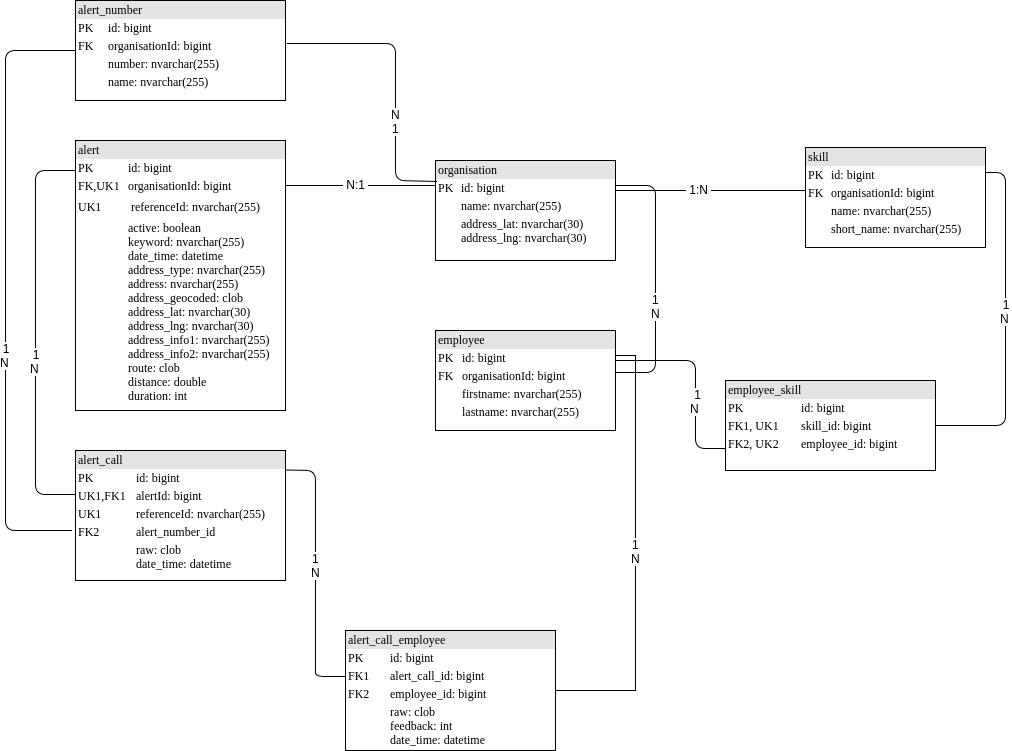 alert_number
PK id: bigint
FK organisationId: bigint
number: nvarchar(255)
name: nvarchar(255)
N
1
alert
PK id: bigint
FK,UK1 organisationId: bigint
UK1 referenceId: nvarchar(255)
active: boolean
keyword: nvarchar(255)
date_time: datetime
address_type: nvarchar(255)
address: nvarchar(255)
address_geocoded: clob
address_lat: nvarchar(30)
address_lng: nvarchar(30)
address_info1: nvarchar(255)
address_info2: nvarchar(255)
route: clob
distance: double
duration: int
N:1
organisation
PK id: bigint
name: nvarchar(255)
address_lat: nvarchar(30)
address_lng: nvarchar(30)
1:N
skill
PK id: bigint
FK organisationId: bigint
name: nvarchar(255)
short_name: nvarchar(255)
1
N
1
N
1
N
1
N
employee
PK id: bigint
FK organisationId: bigint
firstname: nvarchar(255)
lastname: nvarchar(255)
1
N
employee_skill
PK id: bigint
FK1, UK1 skill_id: bigint
FK2, UK2 employee_id: bigint
alert_call
PK id: bigint
UK1,FK1 alertId: bigint
UK1 referenceId: nvarchar(255)
FK2 alert_number_id
raw: clob
date_time: datetime
1
N
1
N
alert_call_employee
PK id: bigint
FK1 alert_call_id: bigint
FK2 employee_id: bigint
raw: clob
feedback: int
date_time: datetime